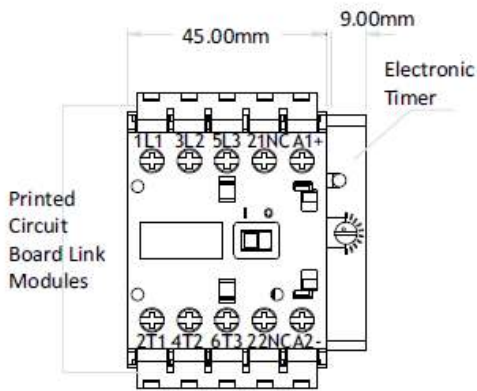 45.00mm
9.00mm
Electronic
Timer
1L1 3L2 5L3 21NC A1+
I O
Printed
Circuit
Board Link
Modules
2T1 4T2 6T3 22NC A2-